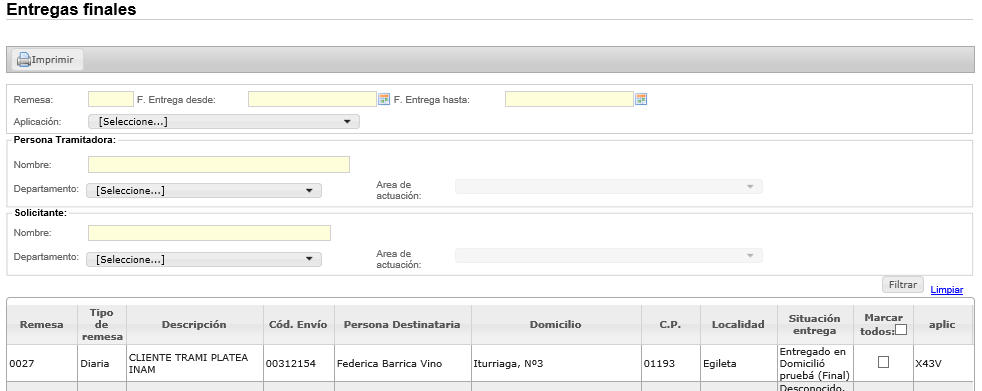 Entregas finales
Imprimir
Remesa: F. Entrega desde: F. Entrega hasta:
Aplicación: [Seleccione...]
Persona Tramitadora:
Nombre:
Departamento: [Seleccione...] Area de actuación:
Solicitante:
Nombre:
Departamento: [Seleccione...] Area de actuación:
Filtrar Limpiar
Remesa Tipo de remesa Descripción Cód. Envío Persona Destinataria Domicilio C.P. Localidad Situación entrega Marcar todos: aplic
0027 Diaria CLIENTE TRAMI PLATEA INAM 00312154 Federica Barrica Vino Iturriaga, Nº3 01193 Egileta Entregado en Domicilió pruebá (Final) X43V
Desconocido,